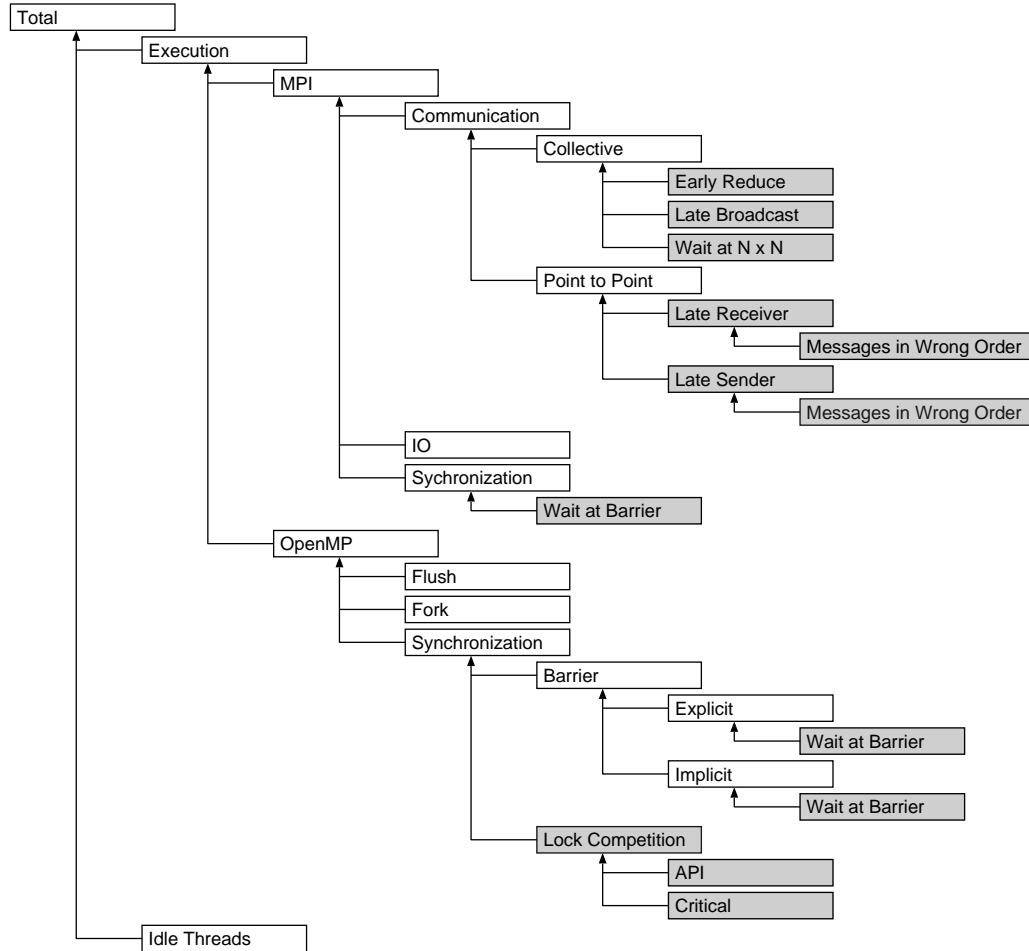 Total
Execution
MPI
Communication
Collective
Early Reduce
Late Broadcast
Wait at N x N
Point to Point
Late Receiver
Messages in Wrong Order
Late Sender
Messages in Wrong Order
IO
Sychronization
Wait at Barrier
OpenMP
Flush
Fork
Synchronization
Barrier
Explicit
Wait at Barrier
Implicit
Wait at Barrier
Lock Competition
API
Critical
Idle Threads